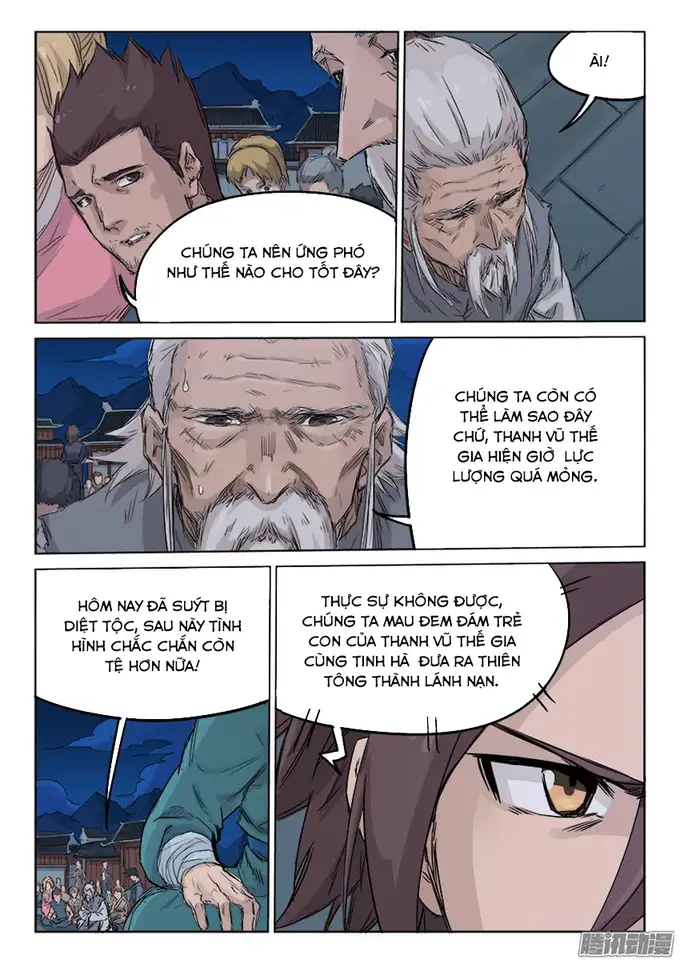 CHÚNG TA NÊN ỨNG PHÓ
NHƯ THẾ NÀO CHO TỐT ĐÂY?
ÀI!
CHÚNG TA CÒN CÓ
THỂ LÀM SAO ĐÂY
CHỨ, THANH VŨ THẾ
GIA HIỆN GIỜ LỰC
LƯỢNG QUÁ MỎNG.
HÔM NAY ĐÃ SUÝT BỊ
DIỆT TỘC, SAU NÀY TÌNH
HÌNH CHẮC CHẮN CÒN
TỆ HƠN NỮA!
THỰC SỰ KHÔNG ĐƯỢC,
CHÚNG TA MAU ĐEM ĐÁM TRẺ
CON CỦA THANH VŨ THẾ GIA
CÙNG TINH HÀ ĐƯA RA THIÊN
TÔNG THÀNH LÁNH NẠN.
腾讯动漫